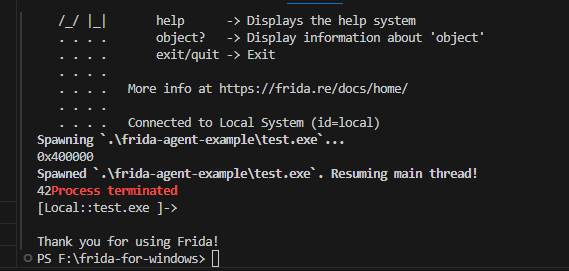 /_/ |_|       help      -> Displays the help system
. . . .       object?   -> Display information about 'object'
. . . .       exit/quit -> Exit
. . . .
. . . .   More info at https://frida.re/docs/home/
. . . .
. . . .   Connected to Local System (id=local)
Spawning `.\frida-agent-example\test.exe`...
0x400000
Spawned `.\frida-agent-example\test.exe`. Resuming main thread!
42Process terminated
[Local::test.exe ]->
Thank you for using Frida!
PS F:\frida-for-windows>